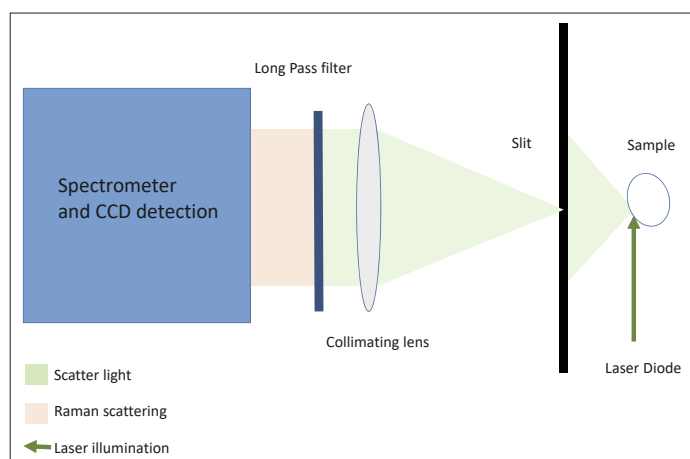 Long Pass filter
Slit
Sample
Spectrometer
and CCD detection
Collimating lens
Laser Diode
Scatter light
Raman scattering
Laser illumination